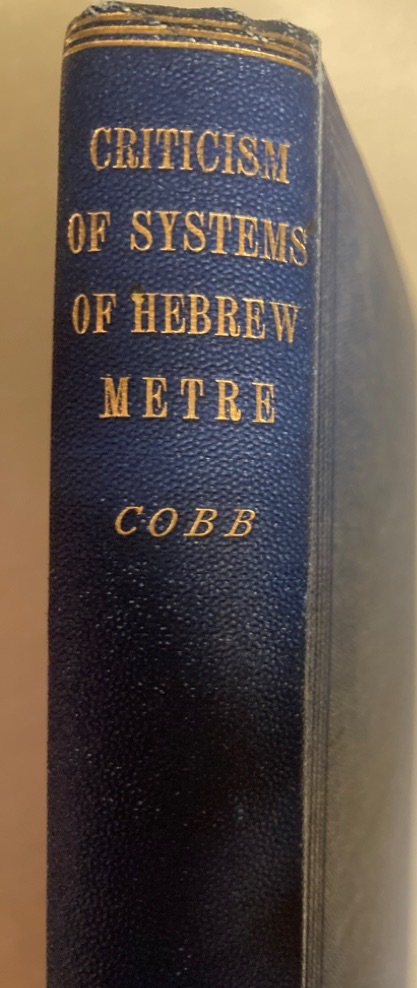 CRITICISM
OF SYSTEMS
OF HEBREW
METRE
COBB